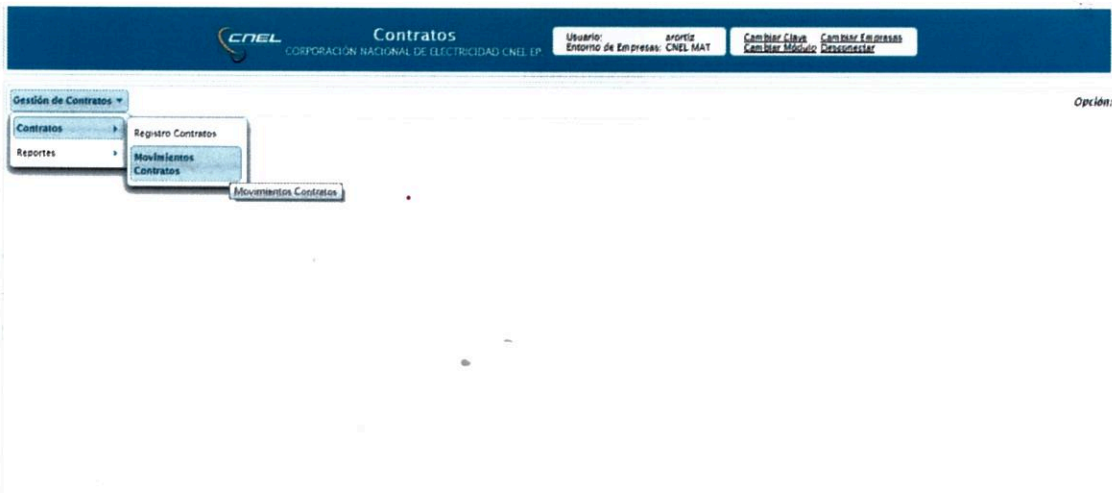 CNEL
Contratos
CORPORACIÓN NACIONAL DE ELECTRICIDAD CNEL EP
Usuario: arortiz
Entorno de Empresas: CNEL MAT
Cambiar Clave Cambiar Empresas
Cambiar Módulo Desconectar
Gestión de Contratos
Opción:
Contratos
Reportes
Registro Contratos
Movimientos
Contratos
Movimientos Contratos